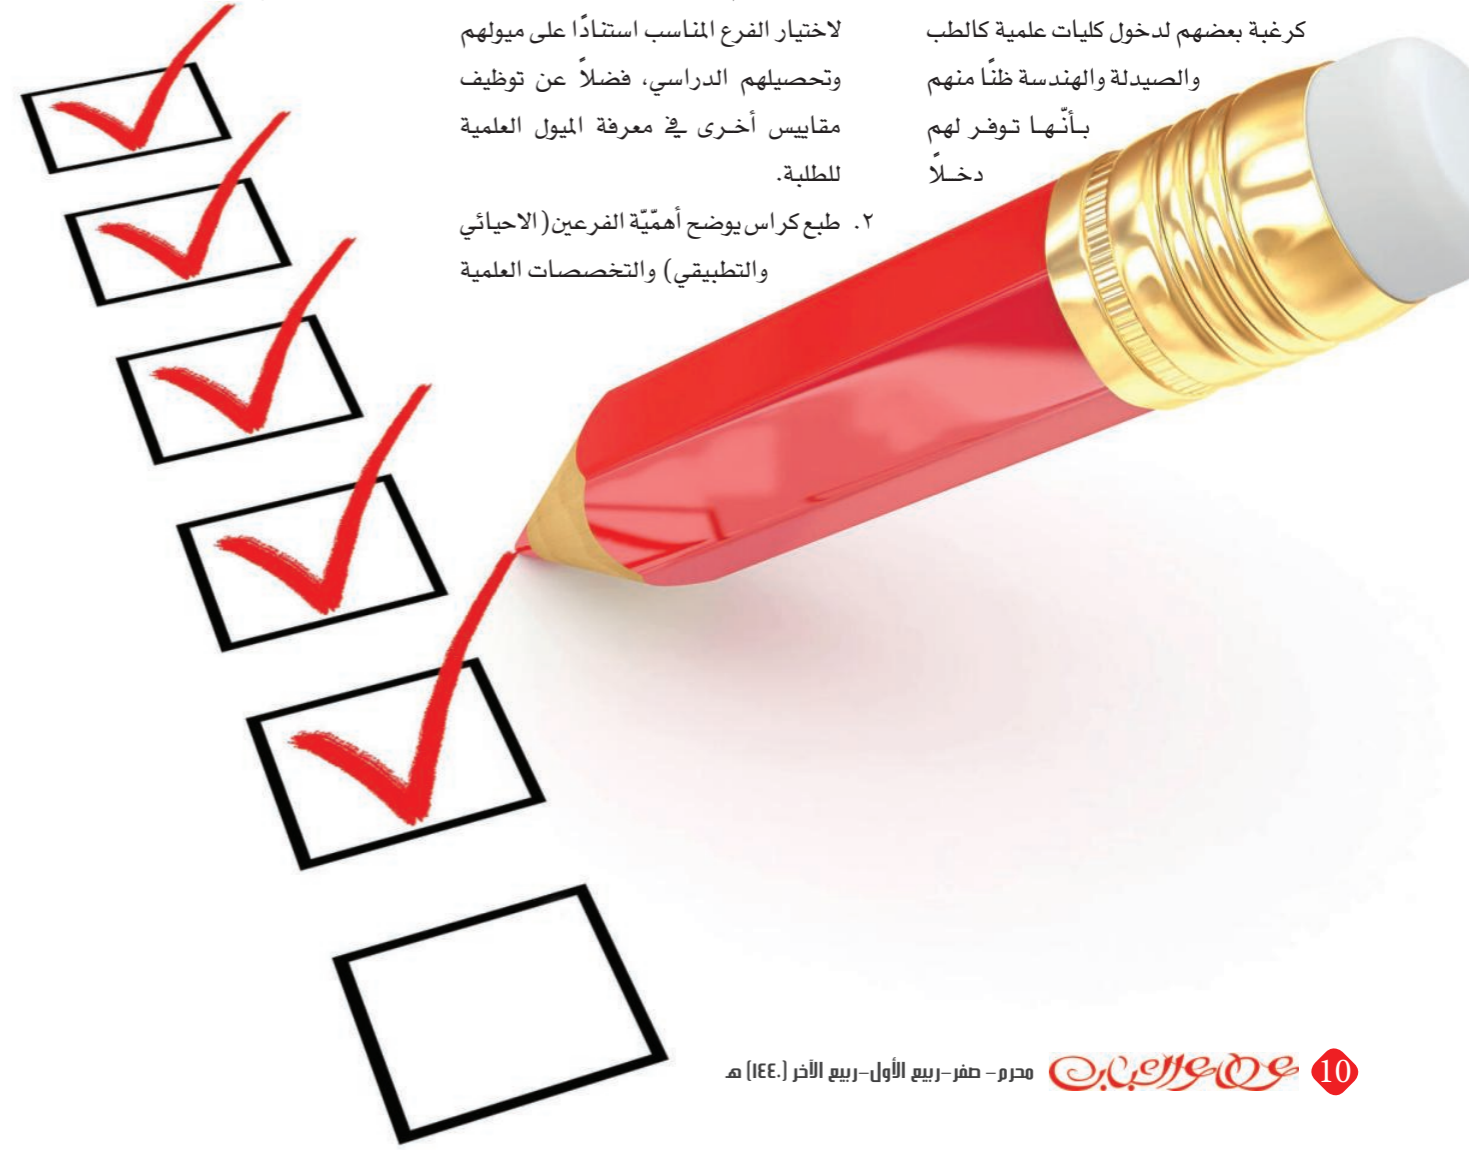 كرغبة بعضهم لدخول كليات علمية كالطب
والصيدلة والهندسة ظنًا منهم
بأنّها توفر لهم
دخلاً
لاختيار الفرع المناسب استنادًا على ميولهم
وتحصيلهم الدراسي، فضلاً عن توظيف
مقاييس أخرى في معرفة الميول العلمية
للطلبة.
٢. طبع كراس يوضح أهمّيّة الفرعين( الاحيائي
والتطبيقي) والتخصصات العلمية
10
محرم- صفر-ربيع الأول-ربيع الآخر (١٤٤٠) هـ